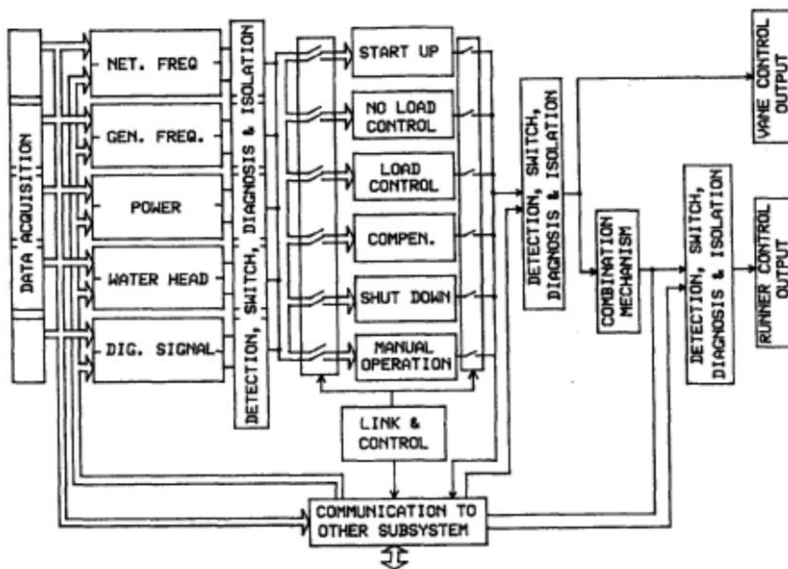 DATA ACQUISITION
NET. FREQ
GEN. FREQ.
POWER
WATER HEAD
DIG. SIGNAL
DETECTION, SWITCH, DIAGNOSIS & ISOLATION
START UP
NO LOAD
CONTROL
LOAD
CONTROL
COMPEN.
SHUT DOWN
MANUAL
OPERATION
LINK &
CONTROL
COMMUNICATION TO
OTHER SUBSYSTEM
DETECTION, SWITCH,
DIAGNOSIS & ISOLATION
COMBINATION
MECHANISM
DETECTION, SWITCH,
DIAGNOSIS & ISOLATION
VANE CONTROL
OUTPUT
RUNNER CONTROL
OUTPUT